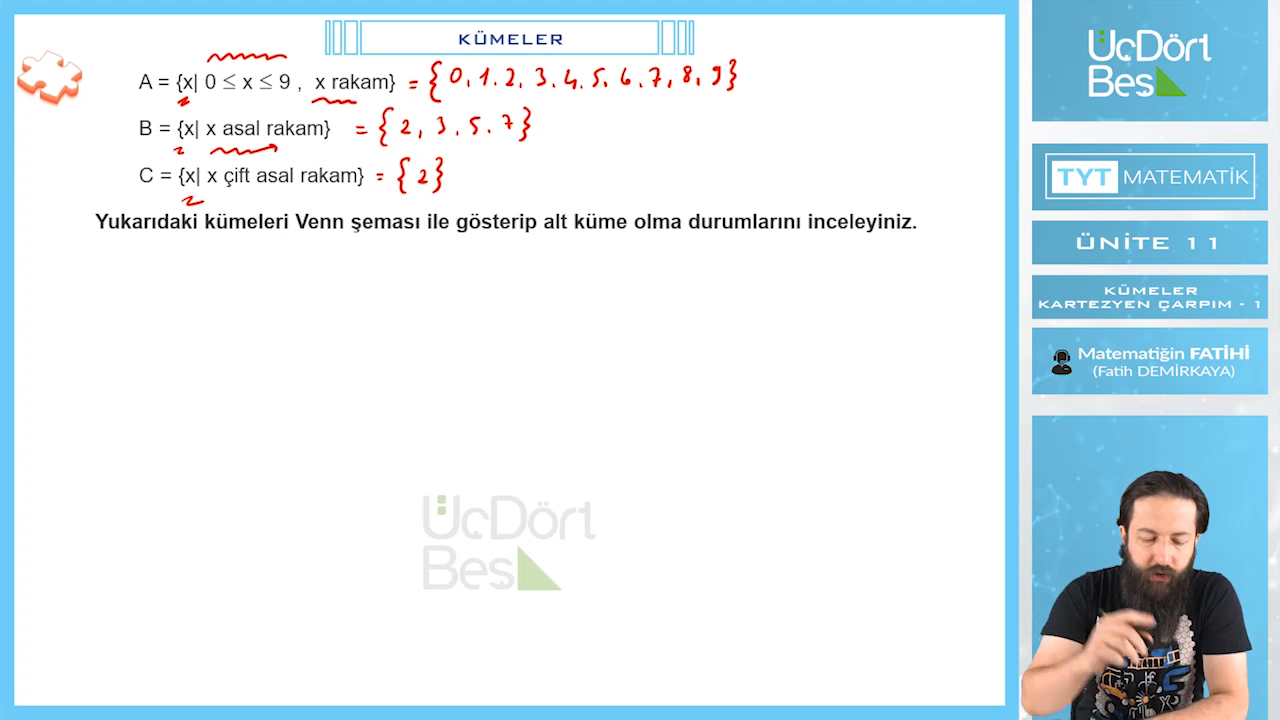 KÜMELER
A = {x| 0 ≤ x ≤ 9 , x rakam} = {0, 1. 2, 3, 4. 5, 6, 7, 8, 9}
B = {x| x asal rakam} = {2, 3, 5. 7}
C = {x| x çift asal rakam} = {2}
Yukarıdaki kümeleri Venn şeması ile gösterip alt küme olma durumlarını inceleyiniz.
ÜçDört
Beş
ÜçDört
Beş
TYT MATEMATİK
ÜNİTE 11
KÜMELER
KARTEZYEN ÇARPIM - 1
Matematiğin FATİHİ
(Fatih DEMİRKAYA)